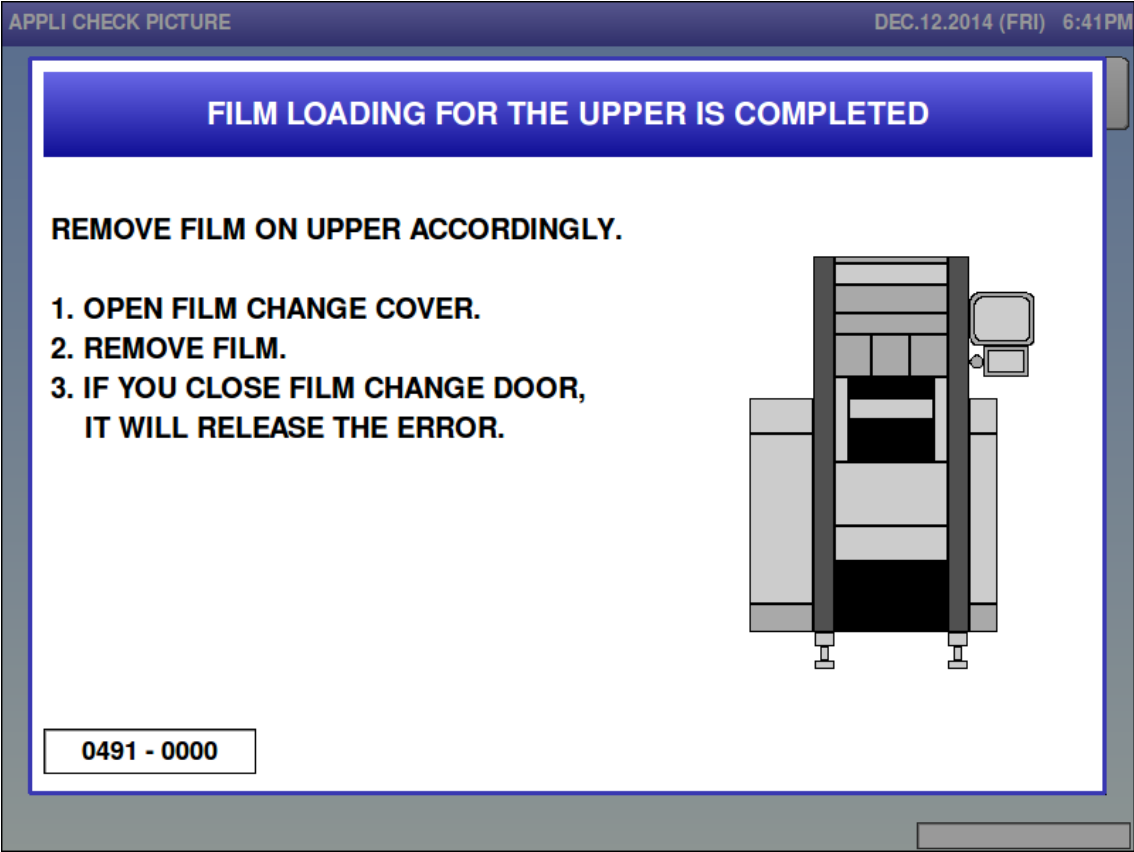 APPLI CHECK PICTURE
DEC.12.2014 (FRI) 6:41PM
FILM LOADING FOR THE UPPER IS COMPLETED
REMOVE FILM ON UPPER ACCORDINGLY.
1. OPEN FILM CHANGE COVER.
2. REMOVE FILM.
3. IF YOU CLOSE FILM CHANGE DOOR,
IT WILL RELEASE THE ERROR.
0491 - 0000